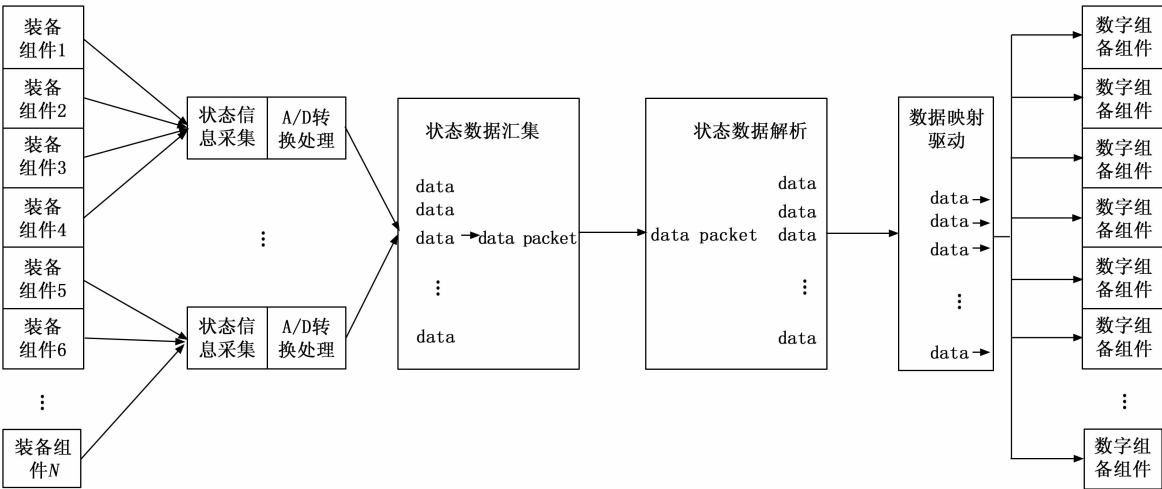 装备
组件1
装备
组件2
装备
组件3
装备
组件4
装备
组件5
装备
组件6
⋮
装备组
件N
状态信
息采集
A/D转
换处理
⋮
状态信
息采集
A/D转
换处理
状态数据汇集
data
data
data
data packet
⋮
data
状态数据解析
data packet
data
data
data
⋮
data
数据映射
驱动
data
data
data
⋮
data
数字组
备组件
数字组
备组件
数字组
备组件
数字组
备组件
数字组
备组件
数字组
备组件
⋮
数字组
备组件